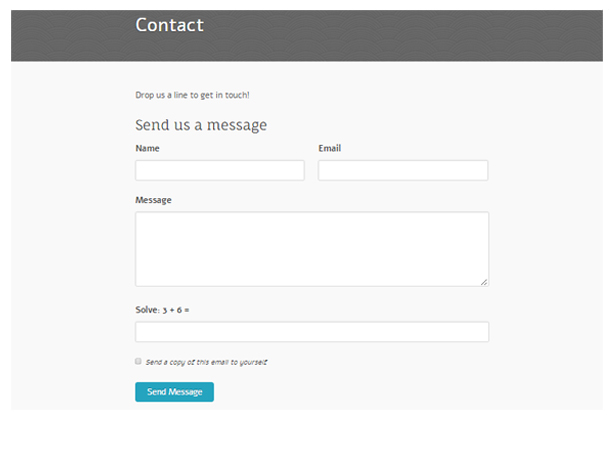 Contact
Drop us a line to get in touch!
Send us a message
Name Email
Message
Solve: 3 + 6 =
Send a copy of this email to yourself
Send Message